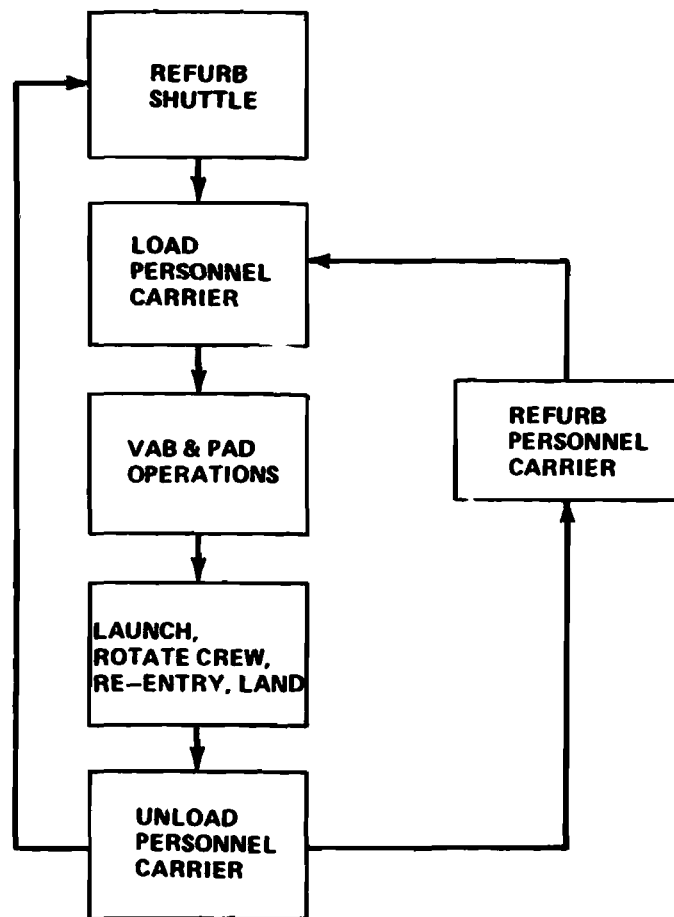 REFURB
SHUTTLE
LOAD
PERSONNEL
CARRIER
VAB & PAD
OPERATIONS
REFURB
PERSONNEL
CARRIER
LAUNCH,
ROTATE CREW,
RE-ENTRY, LAND
UNLOAD
PERSONNEL
CARRIER